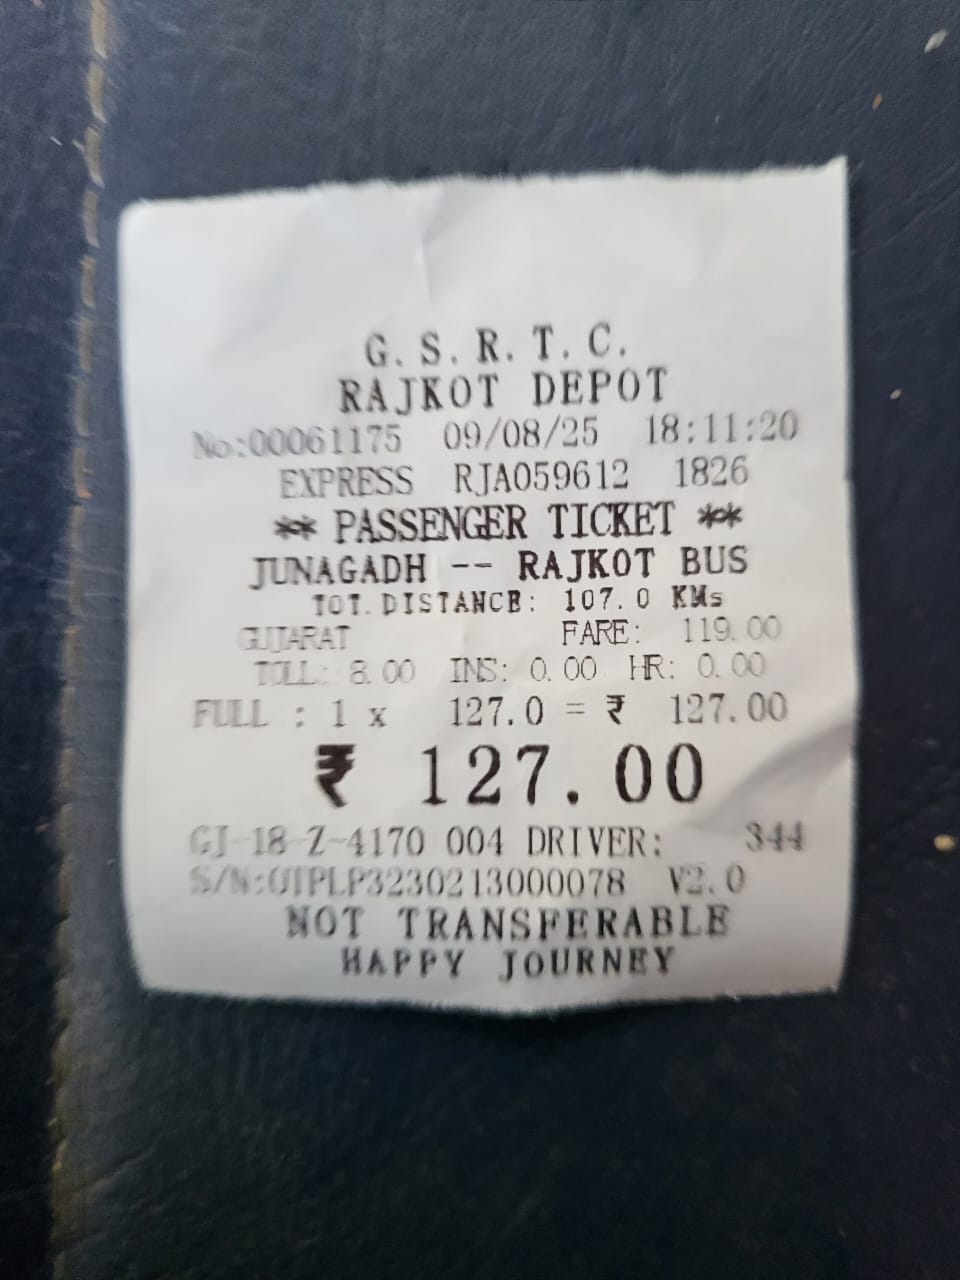 G.S.R.T.C.
RAJKOT DEPOT
No:00061175 09/08/25 18:11:20
EXPRESS RJA059612 1826
** PASSENGER TICKET **
JUNAGADH -- RAJKOT BUS
TOT.DISTANCE: 107.0 KMs
GUJARAT FARE: 119.00
TOLL: 8.00 INS: 0.00 HR: 0.00
FULL : 1 x 127.0 = ₹ 127.00
₹ 127.00
GJ-18-Z-4170 004 DRIVER: 344
S/N:OTPLP3230213000078 V2.0
NOT TRANSFERABLE
HAPPY JOURNEY